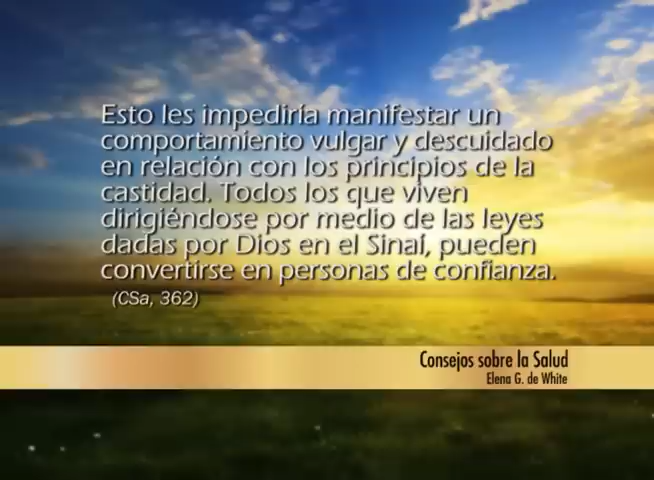 Esto les impediría manifestar un
comportamiento vulgar y descuidado
en relación con los principios de la
castidad. Todos los que viven
dirigiéndose por medio de las leyes
dadas por Dios en el Sinaí, pueden
convertirse en personas de confianza.
(CSa, 362)
Consejos sobre la Salud
Elena G. de White